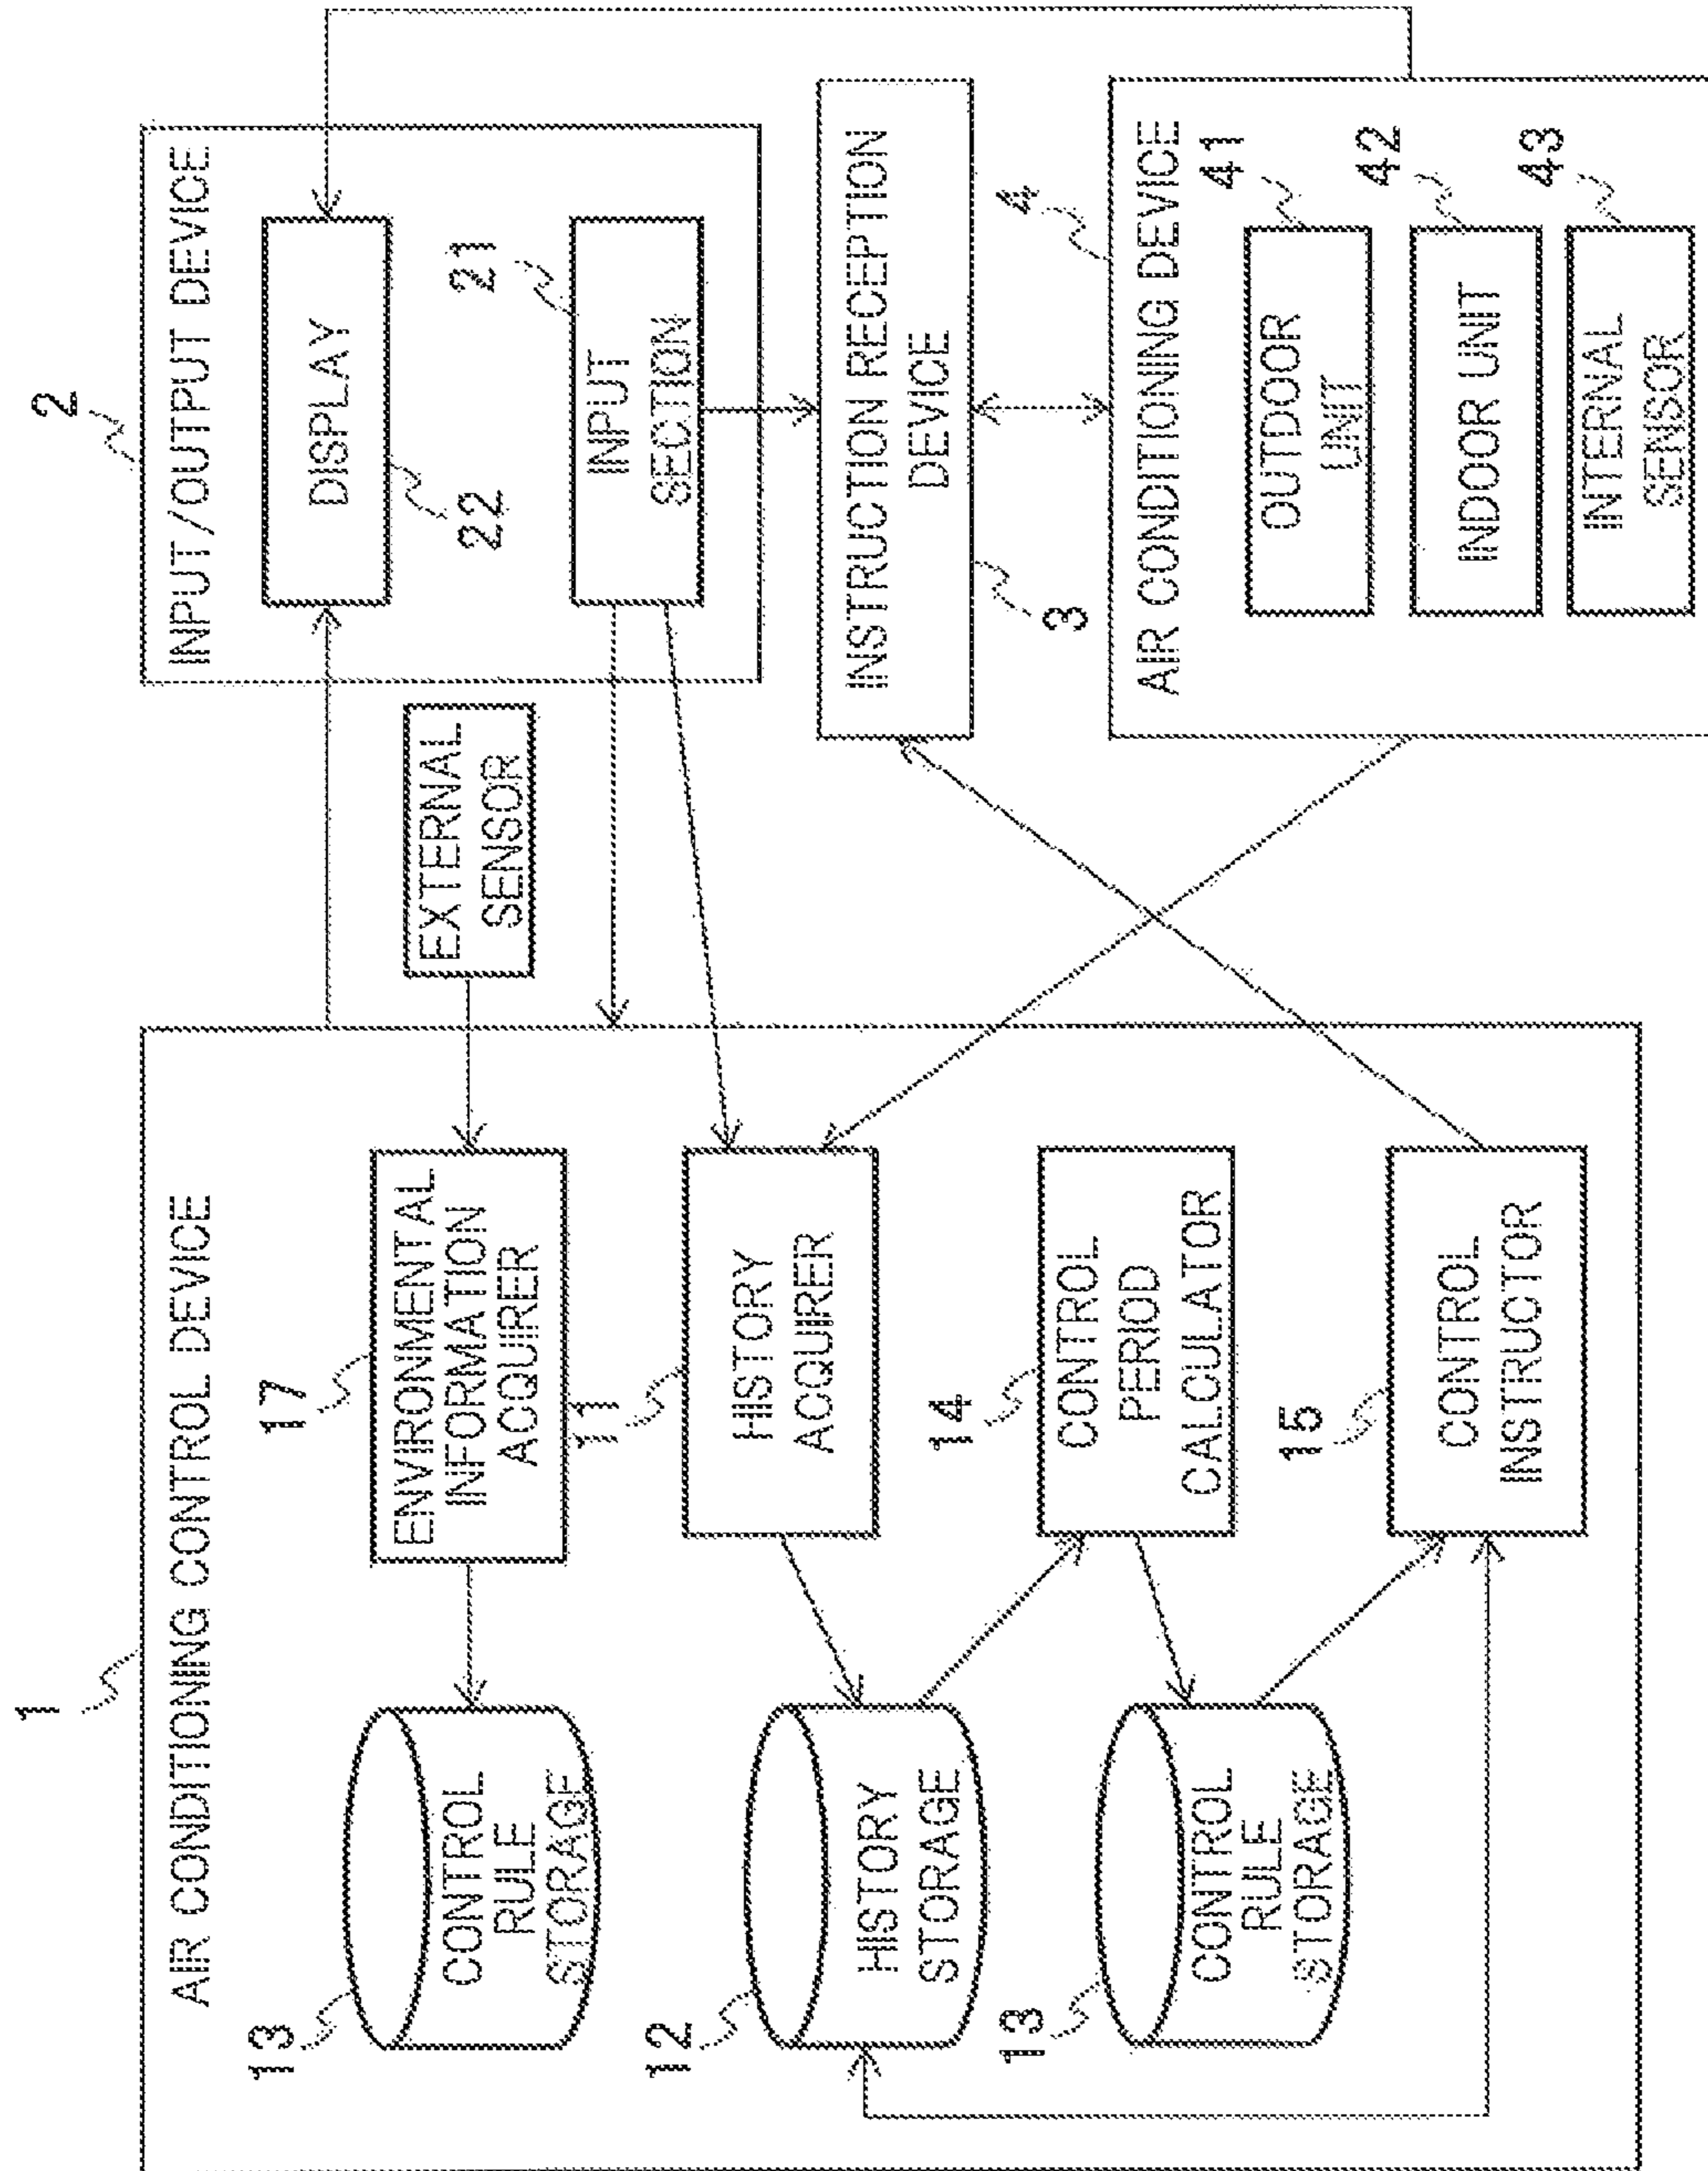 1
AIR CONDITIONING CONTROL DEVICE
13
CONTROL
RULE
STORAGE
17
ENVIRONMENTAL
INFORMATION
ACQUIRER
11
HISTORY
ACQUIRER
12
HISTORY
STORAGE
14
CONTROL
PERIOD
CALCULATOR
13
CONTROL
RULE
STORAGE
15
CONTROL
INSTRUCTOR
EXTERNAL
SENSOR
2
INPUT/OUTPUT DEVICE
DISPLAY
22
21
INPUT
SECTION
INSTRUCTION RECEPTION
DEVICE
3
4
AIR CONDITIONING DEVICE
41
OUTDOOR
UNIT
42
INDOOR UNIT
43
INTERNAL
SENSOR